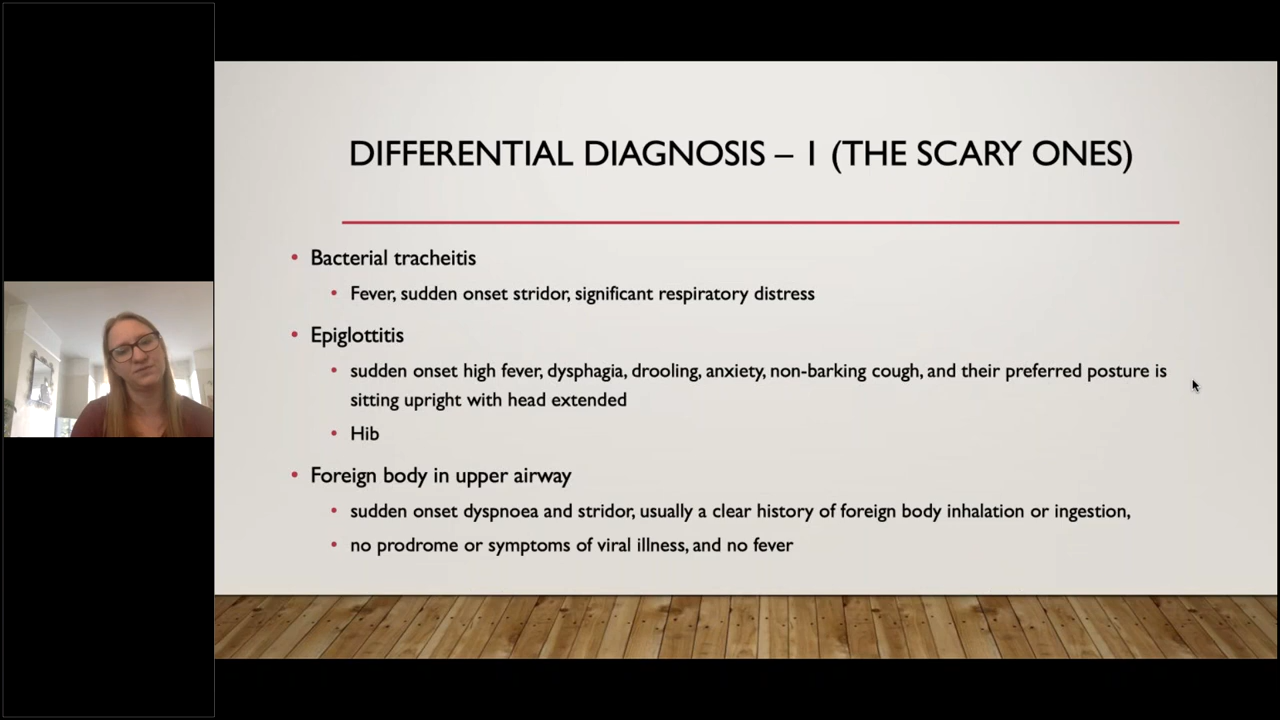 DIFFERENTIAL DIAGNOSIS – 1 (THE SCARY ONES)
• Bacterial tracheitis
• Fever, sudden onset stridor, significant respiratory distress
• Epiglottitis
• sudden onset high fever, dysphagia, drooling, anxiety, non-barking cough, and their preferred posture is
sitting upright with head extended
• Hib
• Foreign body in upper airway
• sudden onset dyspnoea and stridor, usually a clear history of foreign body inhalation or ingestion,
• no prodrome or symptoms of viral illness, and no fever